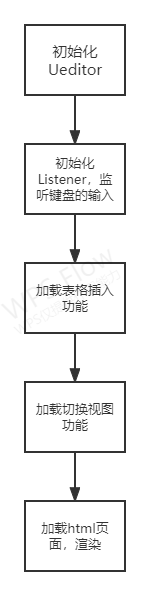 初始化
Ueditor
初始化
Listener，监
听键盘的输入
加载表格插入
功能
加载切换视图
功能
加载html页
面，渲染